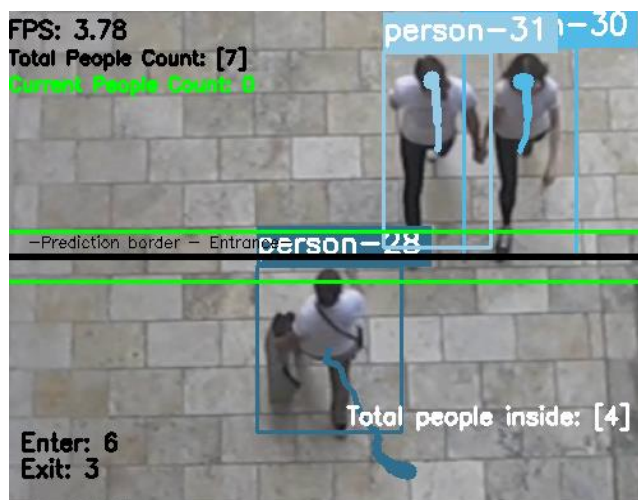 FPS: 3.78
Total People Count: [7]
Current People Count: 0
person-31
n-30
-Prediction border - Entrance-
person-28
Total people inside: [4]
Enter: 6
Exit: 3